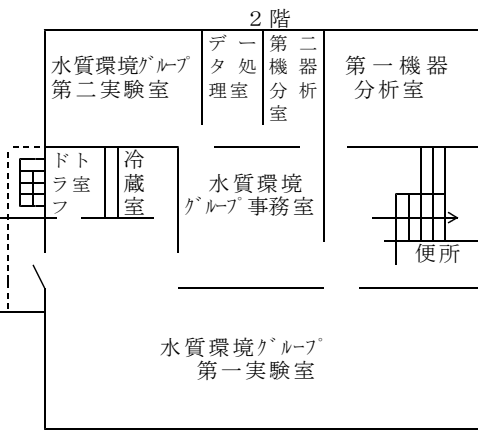 ２階
水質環境ｸﾞﾙｰﾌﾟ
第二実験室
データ処理室
第二機器分析室
第一機器
分析室
ドラフト室
冷蔵室
水質環境
ｸﾞﾙｰﾌﾟ事務室
便所
水質環境ｸﾞﾙｰﾌﾟ
第一実験室